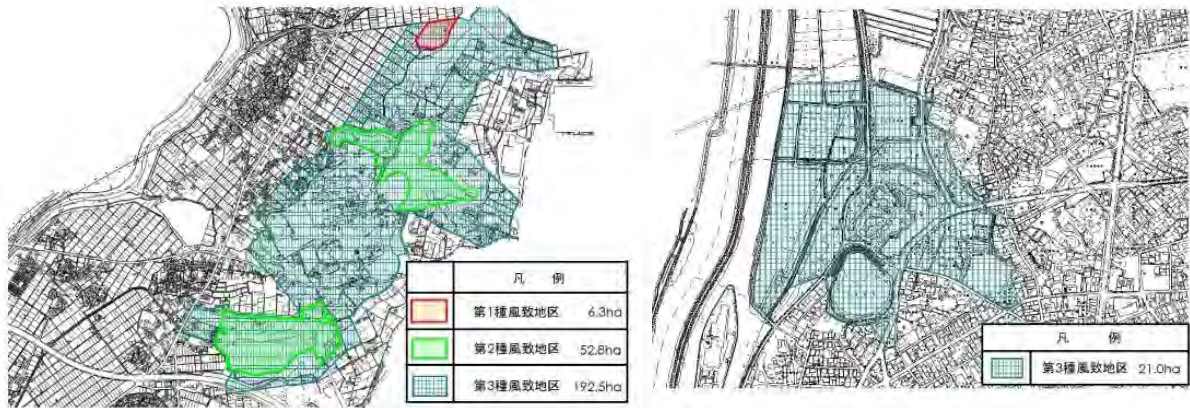 凡 例
第1種風致地区 6.3ha
第2種風致地区 52.8ha
第3種風致地区 192.5ha
凡 例
第3種風致地区 21.0ha